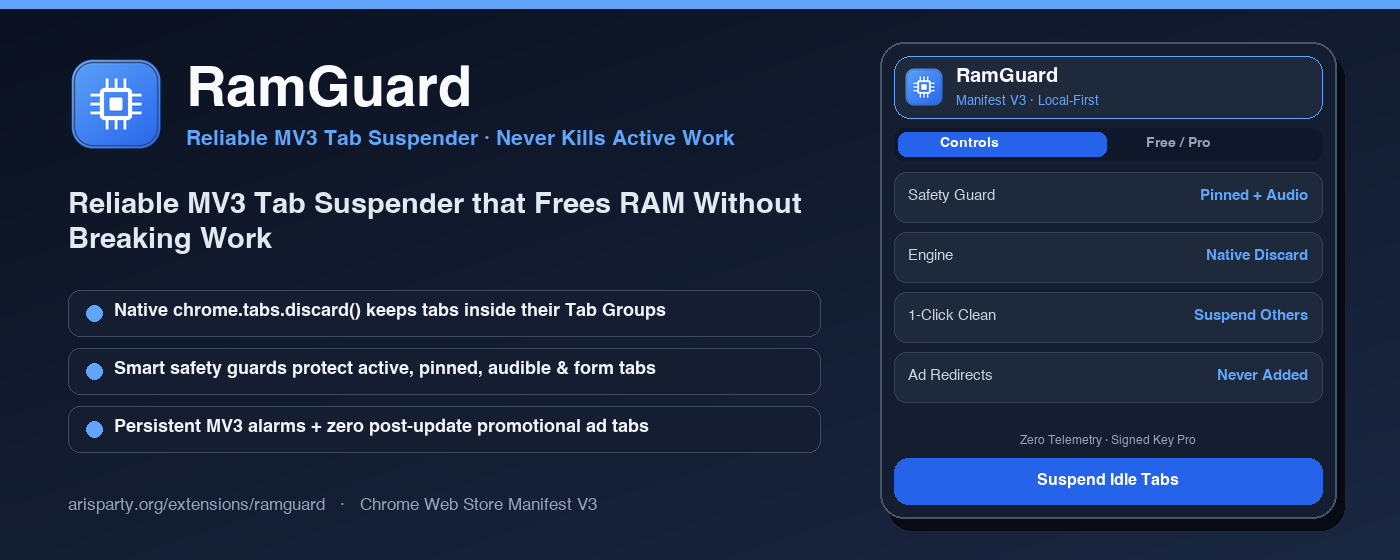 RamGuard
Reliable MV3 Tab Suspender · Never Kills Active Work
Reliable MV3 Tab Suspender that Frees RAM Without
Breaking Work
Native chrome.tabs.discard() keeps tabs inside their Tab Groups
Smart safety guards protect active, pinned, audible & form tabs
Persistent MV3 alarms + zero post-update promotional ad tabs
arisparty.org/extensions/ramguard · Chrome Web Store Manifest V3
RamGuard
Manifest V3 · Local-First
Controls Free / Pro
Safety Guard Pinned + Audio
Engine Native Discard
1-Click Clean Suspend Others
Ad Redirects Never Added
Zero Telemetry · Signed Key Pro
Suspend Idle Tabs